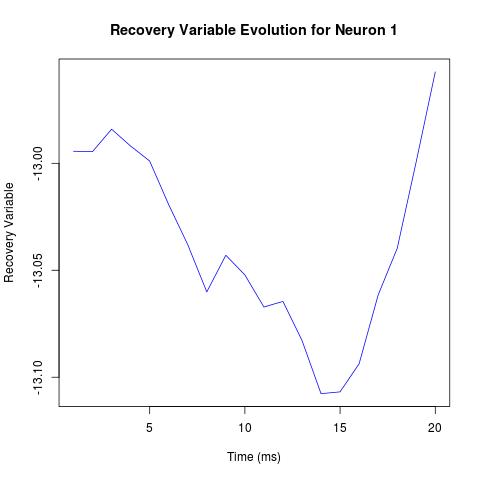 Recovery Variable Evolution for Neuron 1
-13.00
-13.05
-13.10
Recovery Variable
5 10 15 20
Time (ms)